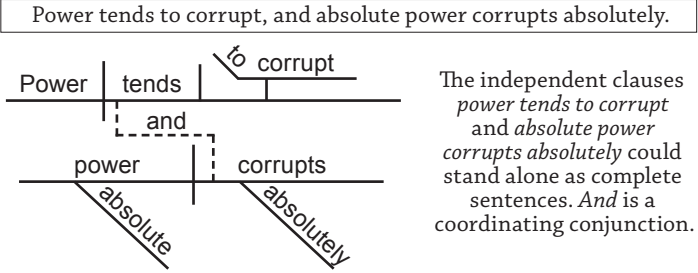 Power tends to corrupt, and absolute power corrupts absolutely.
Power tends to corrupt
and
power corrupts
absolute absolutely
The independent clauses
power tends to corrupt
and absolute power
corrupts absolutely could
stand alone as complete
sentences. And is a
coordinating conjunction.